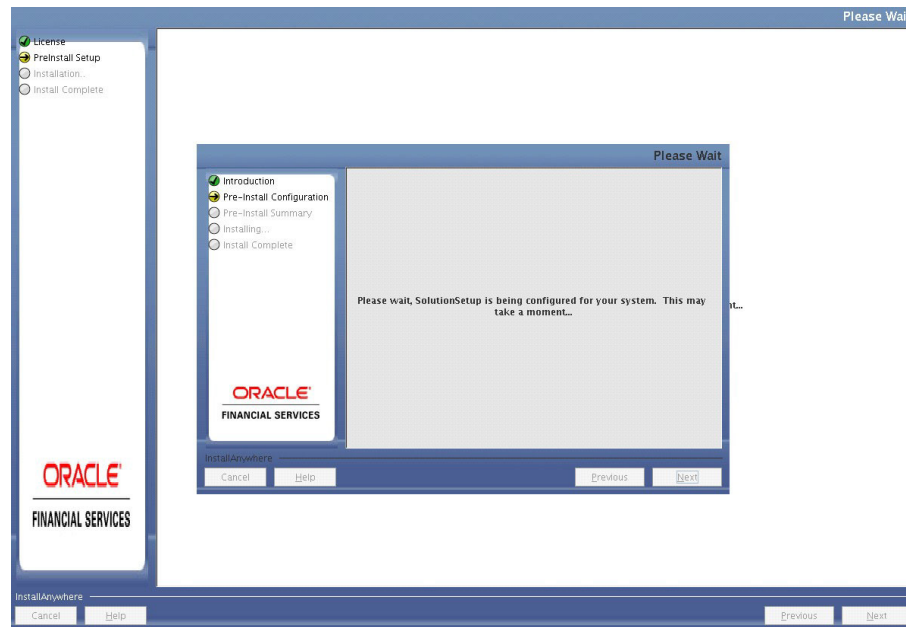 Please Wai
License
PreInstall Setup
Installation...
Install Complete
Please Wait
Introduction
Pre-Install Configuration
Pre-Install Summary
Installing...
Install Complete
Please wait, SolutionSetup is being configured for your system. This may
take a moment...
nt...
ORACLE'
FINANCIAL SERVICES
InstallAnywhere
Cancel
Help
Previous
Next
ORACLE'
FINANCIAL SERVICES
InstallAnywhere
Cancel
Help
Previous
Next